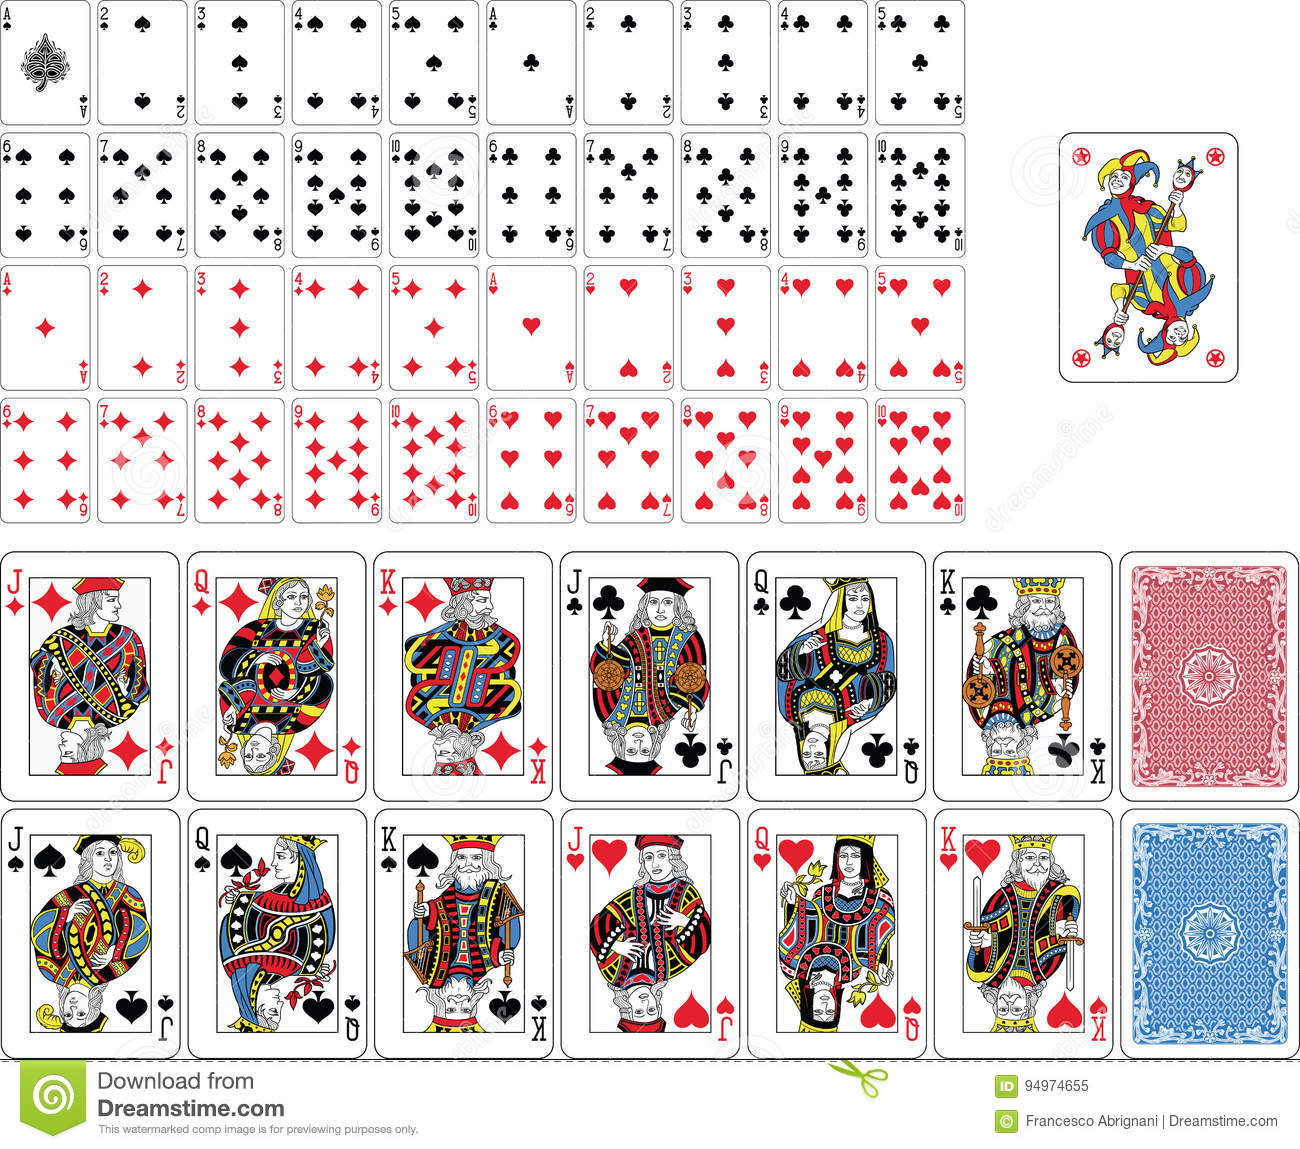 A 2 3 4 5 A 2 3 4 5
A 2 3 4 5 A 2 3 4 5
6 7 8 9 10 6 7 8 9 10
6 7 8 9 10 6 7 8 9 10
A 2 3 4 5 A 2 3 4 5
A 2 3 4 5 A 2 3 4 5
6 7 8 9 10 6 7 8 9 10
6 7 8 9 10 6 7 8 9 10
J Q K J Q K
J Q K J Q K
J Q K J Q K
J Q K J Q K
dreamstime
Download from
Dreamstime.com
This watermarked comp image is for previewing purposes only.
ID 94974655
© Francesco Abrignani | Dreamstime.com